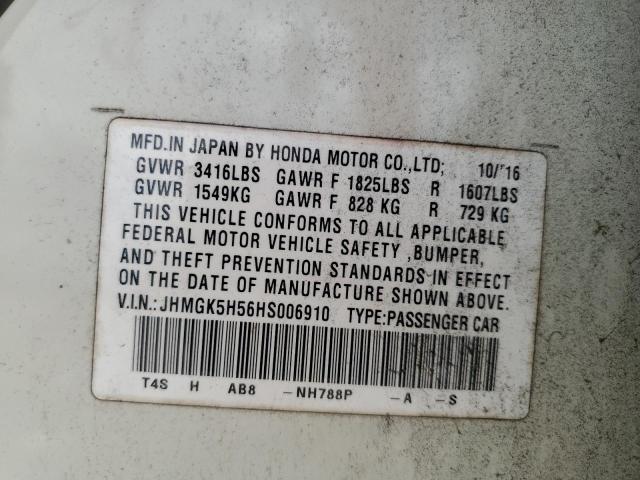 MFD.IN JAPAN BY HONDA MOTOR CO.,LTD; 10/'16
GVWR 3416LBS GAWR F 1825LBS R 1607LBS
GVWR 1549KG GAWR F 828 KG R 729 KG
THIS VEHICLE CONFORMS TO ALL APPLICABLE
FEDERAL MOTOR VEHICLE SAFETY ,BUMPER,
AND THEFT PREVENTION STANDARDS IN EFFECT
ON THE DATE OF MANUFACTURE SHOWN ABOVE.
V.I.N.:JHMGK5H56HS006910 TYPE:PASSENGER CAR
T4S H AB8 -NH788P -A -S